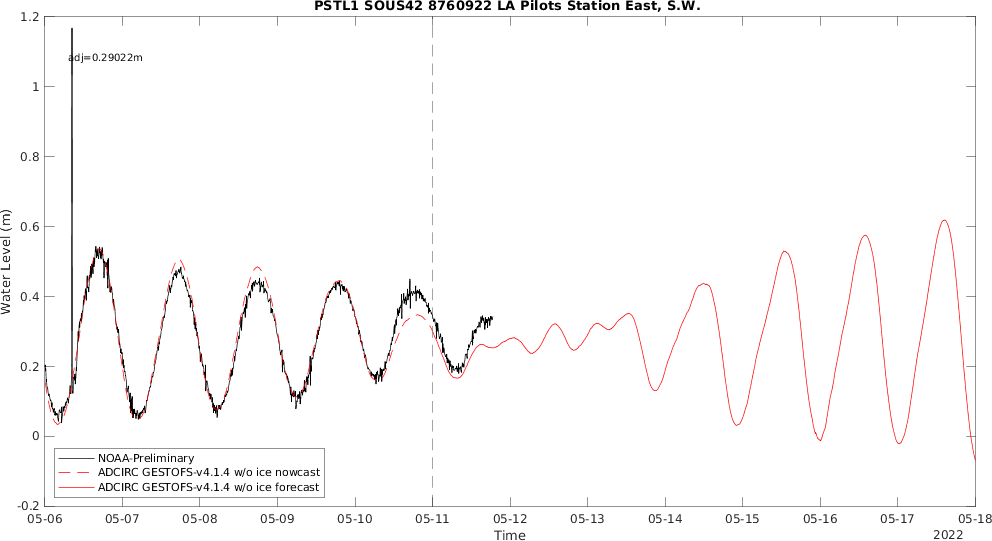 PSTL1 SOUS42 8760922 LA Pilots Station East, S.W.
1.2
adj=0.29022m
1
0.8
0.6
Water Level (m)
0.4
0.2
0
NOAA-Preliminary
ADCIRC GESTOFS-v4.1.4 w/o ice nowcast
ADCIRC GESTOFS-v4.1.4 w/o ice forecast
-0.2
05-06 05-07 05-08 05-09 05-10 05-11 05-12 05-13 05-14 05-15 05-16 05-17 05-18
Time
2022